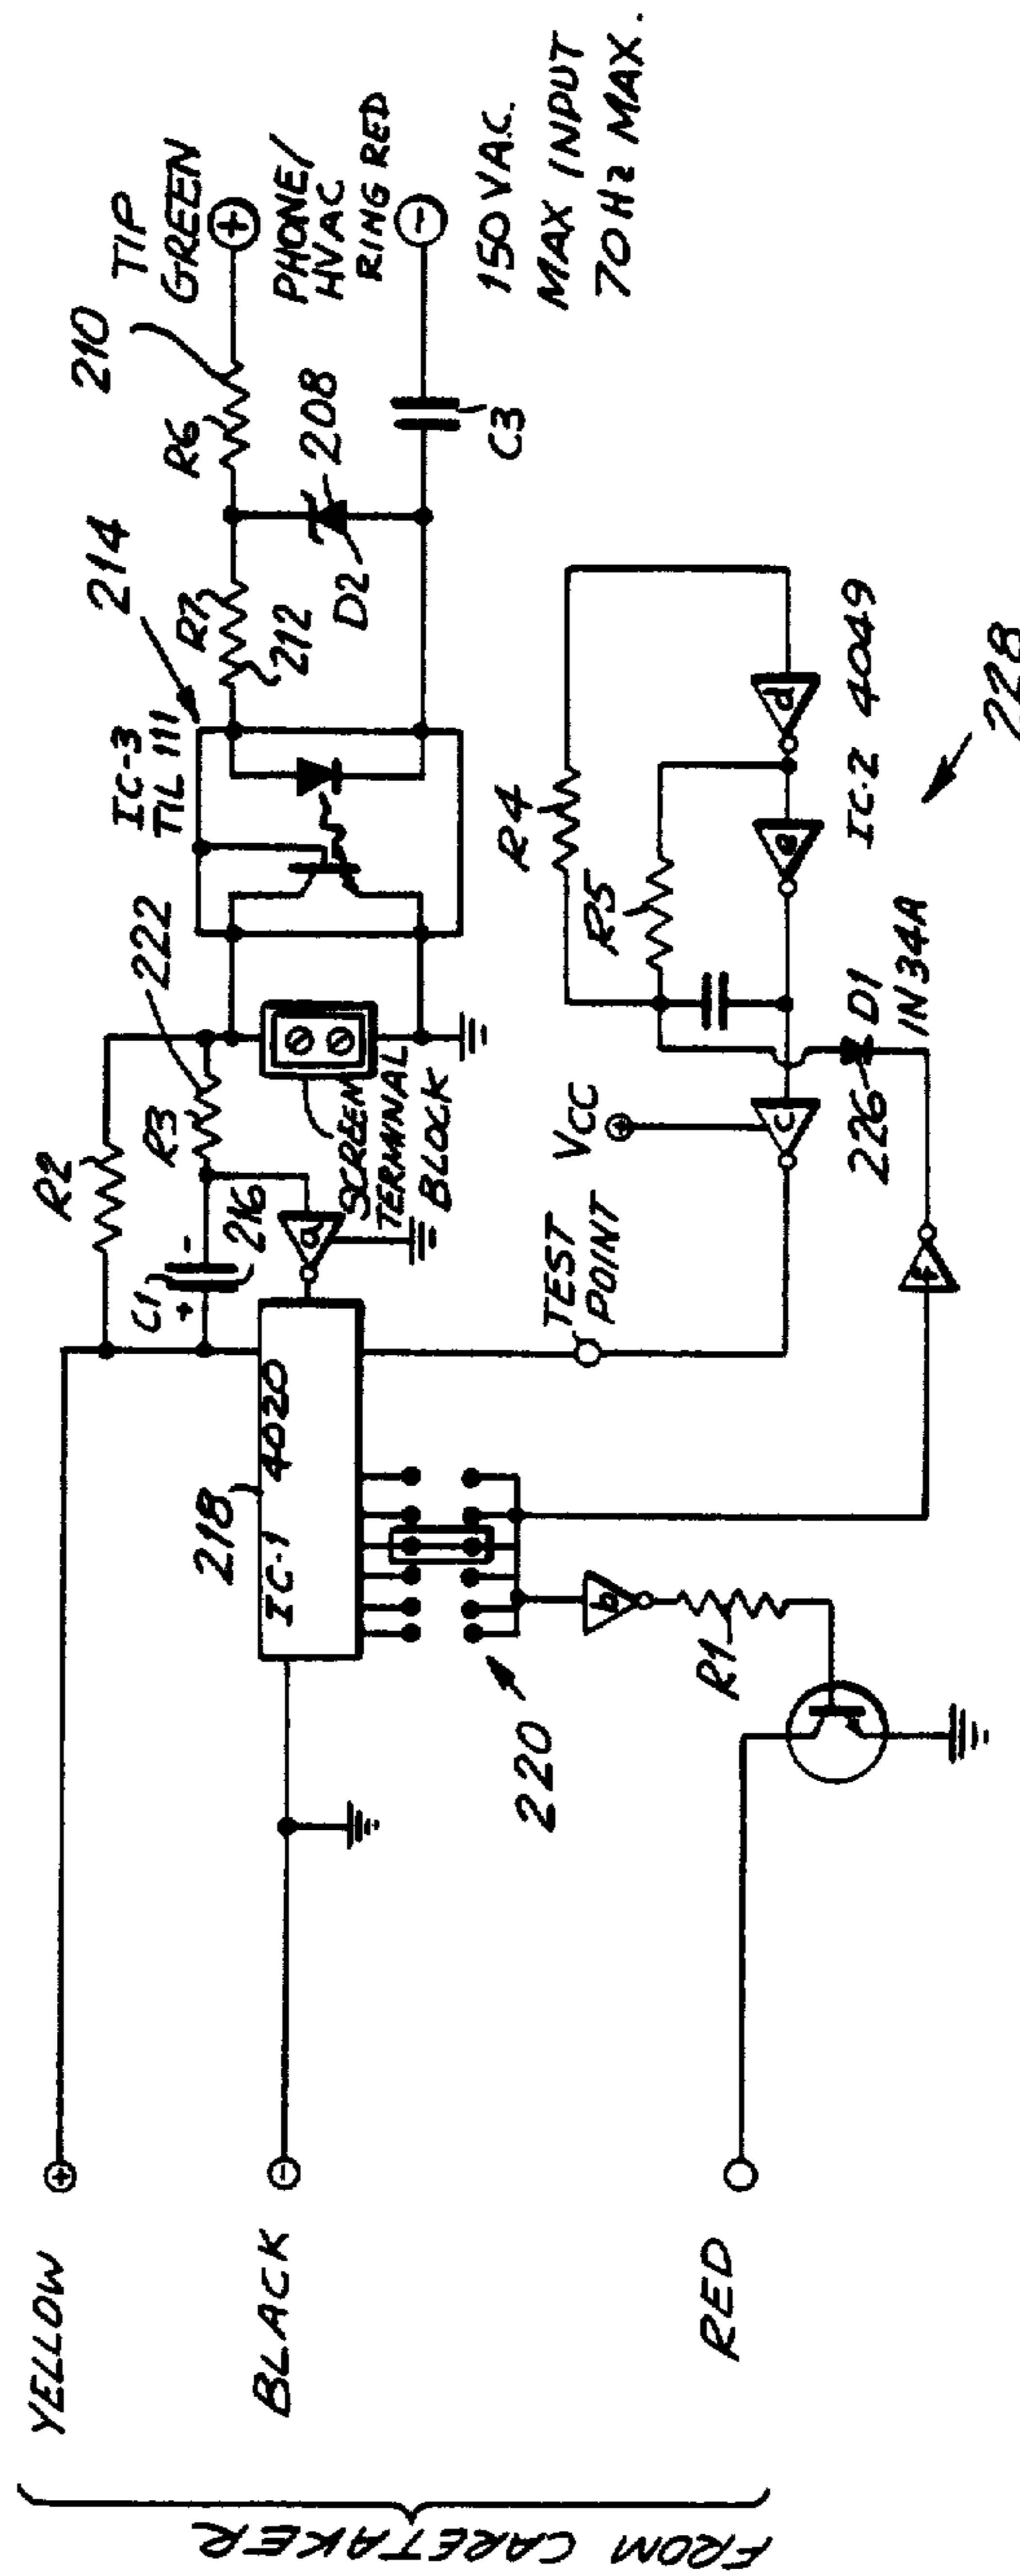 FROM CARETAKER
YELLOW
+
BLACK
-
RED
218
IC-1 4020
220
R1
b
R2
C1
+
-
216
R3
222
a
SCREEN
TERMINAL
BLOCK
IC-3
TIL 111
214
R7
212
R6
210
D2
208
C3
TIP
GREEN
+
PHONE/
HVAC
RING RED
-
150 VAC.
MAX INPUT
70 Hz MAX.
TEST
POINT
VCC
+
c
f
226
D1
IN34A
R5
R4
e
d
IC-2 4049
228